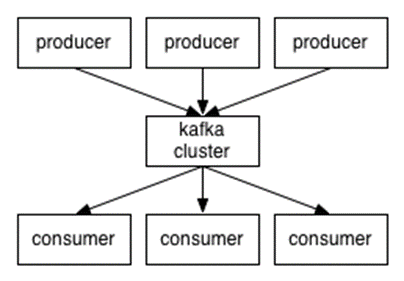 producer
producer
producer
kafka
cluster
consumer
consumer
consumer